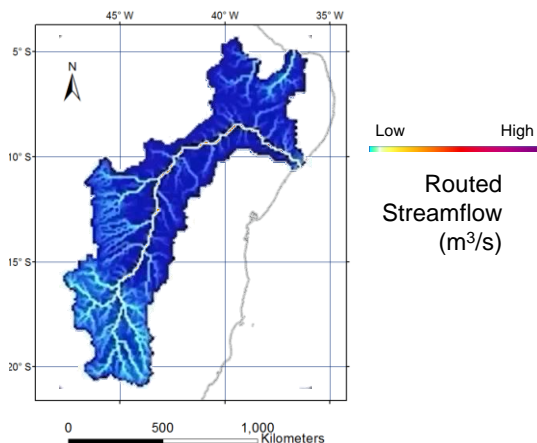 45° W 40° W 35° W
5° S
N
10° S
15° S
20° S
0 500 1,000
Kilometers
Low High
Routed
Streamflow
(m³/s)